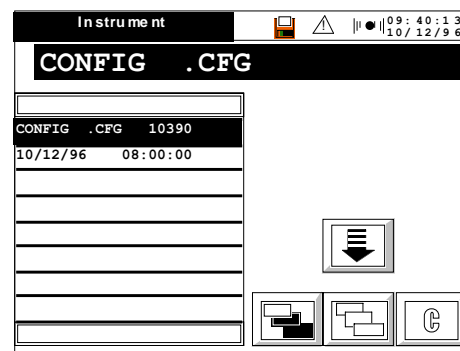 Instrument
09:40:13
10/12/96
CONFIG .CFG
CONFIG .CFG 10390
10/12/96 08:00:00
C